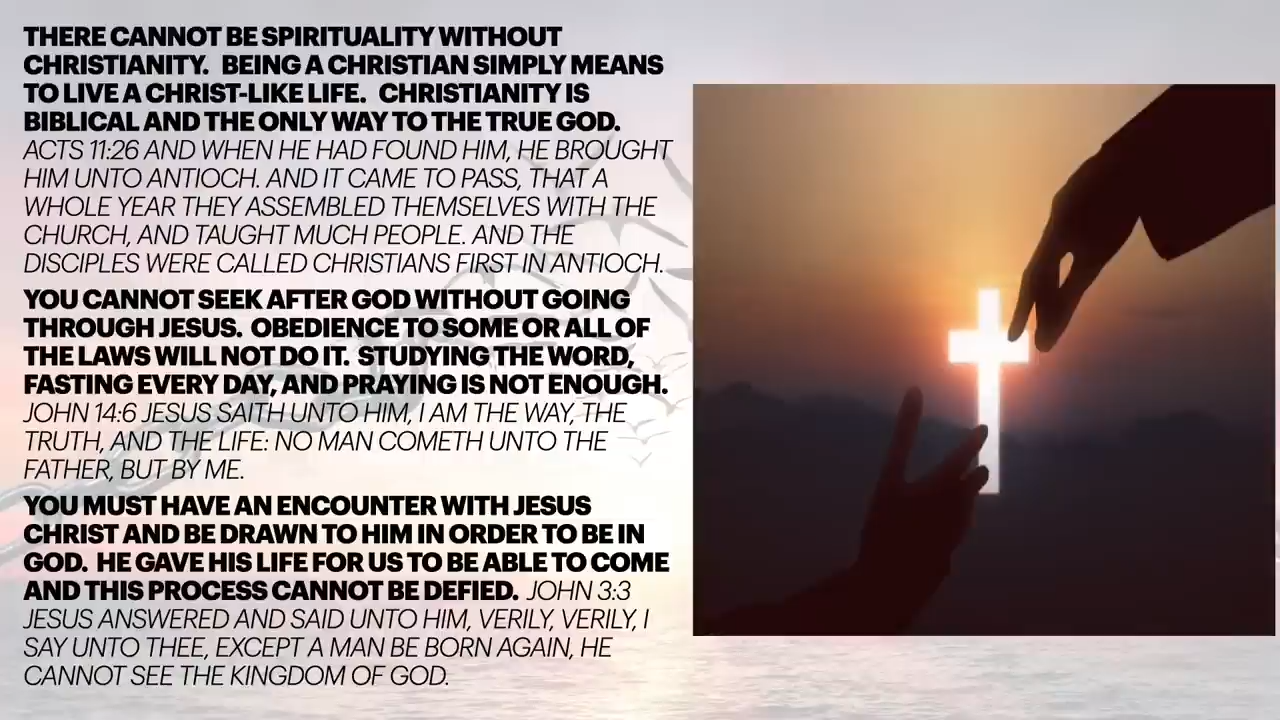 THERE CANNOT BE SPIRITUALITY WITHOUT
CHRISTIANITY. BEING A CHRISTIAN SIMPLY MEANS
TO LIVE A CHRIST-LIKE LIFE. CHRISTIANITY IS
BIBLICAL AND THE ONLY WAY TO THE TRUE GOD.
ACTS 11:26 AND WHEN HE HAD FOUND HIM, HE BROUGHT
HIM UNTO ANTIOCH. AND IT CAME TO PASS, THAT A
WHOLE YEAR THEY ASSEMBLED THEMSELVES WITH THE
CHURCH, AND TAUGHT MUCH PEOPLE. AND THE
DISCIPLES WERE CALLED CHRISTIANS FIRST IN ANTIOCH.
YOU CANNOT SEEK AFTER GOD WITHOUT GOING
THROUGH JESUS. OBEDIENCE TO SOME OR ALL OF
THE LAWS WILL NOT DO IT. STUDYING THE WORD,
FASTING EVERY DAY, AND PRAYING IS NOT ENOUGH.
JOHN 14:6 JESUS SAITH UNTO HIM, I AM THE WAY, THE
TRUTH, AND THE LIFE: NO MAN COMETH UNTO THE
FATHER, BUT BY ME.
YOU MUST HAVE AN ENCOUNTER WITH JESUS
CHRIST AND BE DRAWN TO HIM IN ORDER TO BE IN
GOD. HE GAVE HIS LIFE FOR US TO BE ABLE TO COME
AND THIS PROCESS CANNOT BE DEFIED. JOHN 3:3
JESUS ANSWERED AND SAID UNTO HIM, VERILY, VERILY, I
SAY UNTO THEE, EXCEPT A MAN BE BORN AGAIN, HE
CANNOT SEE THE KINGDOM OF GOD.